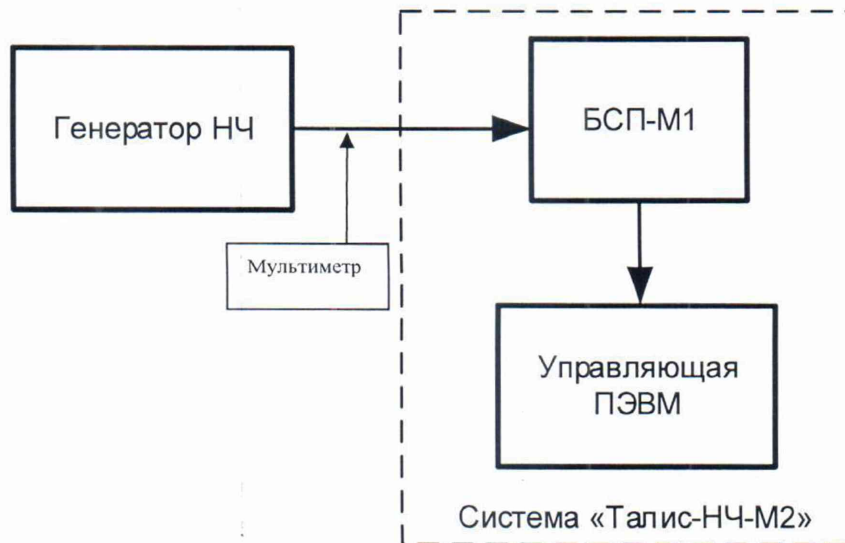 Генератор НЧ
БСП-М1
Мультиметр
Управляющая
ПЭВМ
Система «Талис-НЧ-М2»